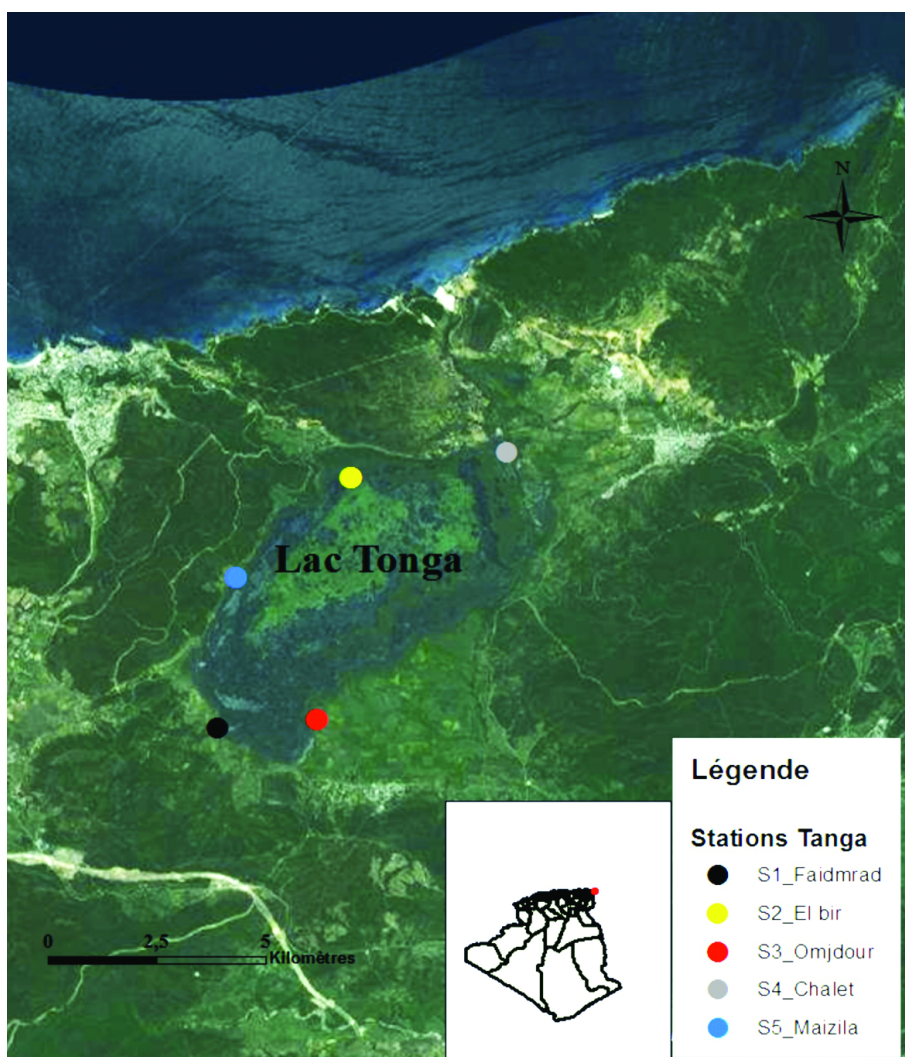 N
Lac Tonga
Légende
Stations Tanga
S1_Faidmrad
S2_El bir
S3_Omjdour
S4_Chalet
S5_Maizila
0 2,5 5
Kilomètres